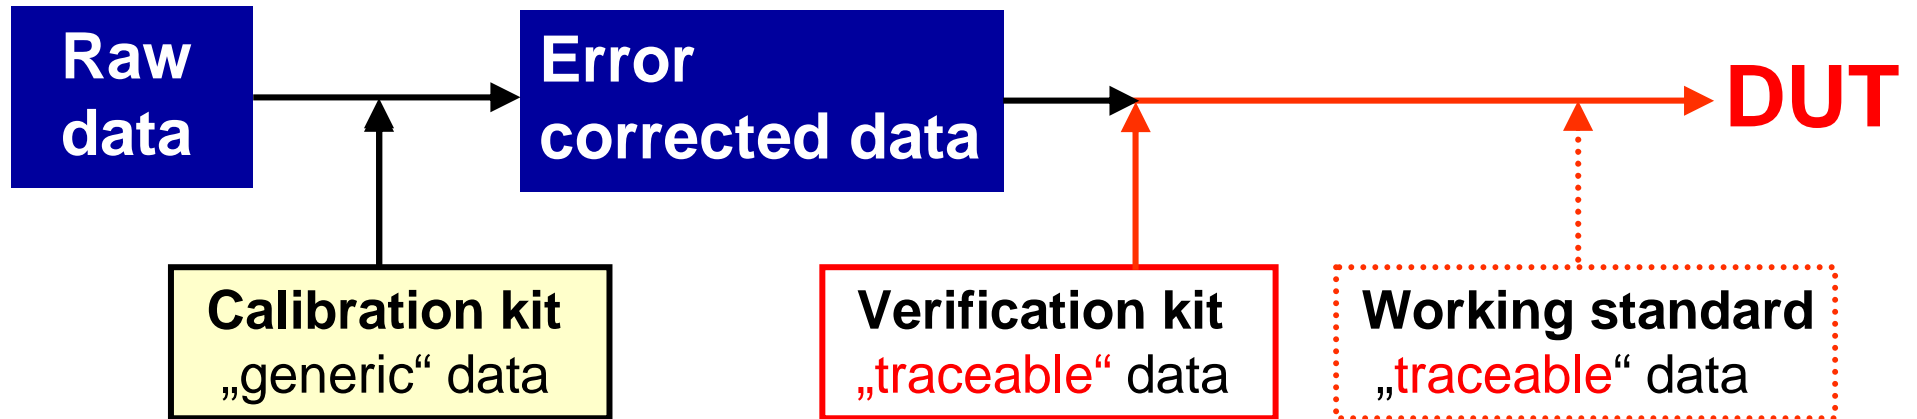 Raw
data
Error
corrected data
DUT
Calibration kit
„generic“ data
Verification kit
„traceable“ data
Working standard
„traceable“ data